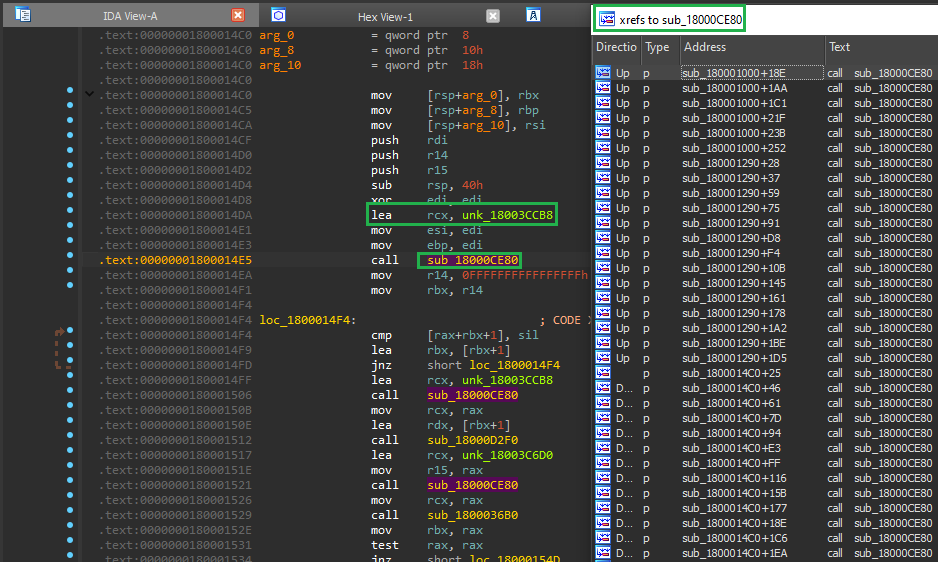 IDA View-A
Hex View-1
.text:00000001800014C0 arg_0 = qword ptr 8
.text:00000001800014C0 arg_8 = qword ptr 10h
.text:00000001800014C0 arg_10 = qword ptr 18h
.text:00000001800014C0
.text:00000001800014C0 mov [rsp+arg_0], rbx
.text:00000001800014C5 mov [rsp+arg_8], rbp
.text:00000001800014CA mov [rsp+arg_10], rsi
.text:00000001800014CF push rdi
.text:00000001800014D0 push r14
.text:00000001800014D2 push r15
.text:00000001800014D4 sub rsp, 40h
.text:00000001800014D8 xor edi, edi
.text:00000001800014DA lea rcx, unk_18003CCB8
.text:00000001800014E1 mov esi, edi
.text:00000001800014E3 mov ebp, edi
.text:00000001800014E5 call sub_18000CE80
.text:00000001800014EA mov r14, 0FFFFFFFFFFFFFFFFh
.text:00000001800014F1 mov rbx, r14
.text:00000001800014F4
.text:00000001800014F4 loc_1800014F4: ; CODE
.text:00000001800014F4 cmp [rax+rbx+1], sil
.text:00000001800014F9 lea rbx, [rbx+1]
.text:00000001800014FD jnz short loc_1800014F4
.text:00000001800014FF lea rcx, unk_18003CCB8
.text:0000000180001506 call sub_18000CE80
.text:000000018000150B mov rcx, rax
.text:000000018000150E lea rdx, [rbx+1]
.text:0000000180001512 call sub_18000D2F0
.text:0000000180001517 lea rcx, unk_18003C6D0
.text:000000018000151E mov r15, rax
.text:0000000180001521 call sub_18000CE80
.text:0000000180001526 mov rcx, rax
.text:0000000180001529 call sub_1800036B0
.text:000000018000152E mov rbx, rax
.text:0000000180001531 test rax, rax
.text:0000000180001534 jnz short loc_18000154D
xrefs to sub_18000CE80
Directio Type Address Text
Up p sub_180001000+18E call sub_18000CE80
Up p sub_180001000+1AA call sub_18000CE80
Up p sub_180001000+1C1 call sub_18000CE80
Up p sub_180001000+21F call sub_18000CE80
Up p sub_180001000+23B call sub_18000CE80
Up p sub_180001000+252 call sub_18000CE80
Up p sub_180001290+28 call sub_18000CE80
Up p sub_180001290+37 call sub_18000CE80
Up p sub_180001290+59 call sub_18000CE80
Up p sub_180001290+75 call sub_18000CE80
Up p sub_180001290+91 call sub_18000CE80
Up p sub_180001290+D8 call sub_18000CE80
Up p sub_180001290+F4 call sub_18000CE80
Up p sub_180001290+10B call sub_18000CE80
Up p sub_180001290+145 call sub_18000CE80
Up p sub_180001290+161 call sub_18000CE80
Up p sub_180001290+178 call sub_18000CE80
Up p sub_180001290+1A2 call sub_18000CE80
Up p sub_180001290+1BE call sub_18000CE80
Up p sub_180001290+1D5 call sub_18000CE80
p sub_1800014C0+25 call sub_18000CE80
D... p sub_1800014C0+46 call sub_18000CE80
D... p sub_1800014C0+61 call sub_18000CE80
D... p sub_1800014C0+7D call sub_18000CE80
D... p sub_1800014C0+94 call sub_18000CE80
D... p sub_1800014C0+E3 call sub_18000CE80
D... p sub_1800014C0+FF call sub_18000CE80
D... p sub_1800014C0+116 call sub_18000CE80
D... p sub_1800014C0+15B call sub_18000CE80
D... p sub_1800014C0+177 call sub_18000CE80
D... p sub_1800014C0+18E call sub_18000CE80
D... p sub_1800014C0+1C6 call sub_18000CE80
D... p sub_1800014C0+1EA call sub_18000CE80